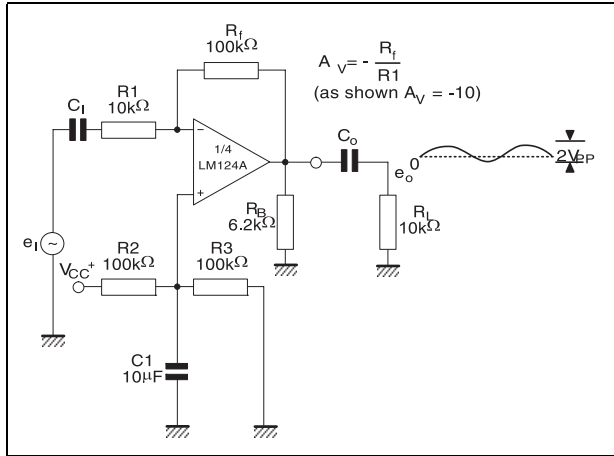 Rf
100kΩ
A V = - Rf
R1
(as shown AV = -10)
R1
10kΩ
CI
1/4
LM124A
-
+
Co
0
eo
2VPP
RB
6.2kΩ
RL
10kΩ
eI
~
VCC+
R2
100kΩ
R3
100kΩ
C1
10µF